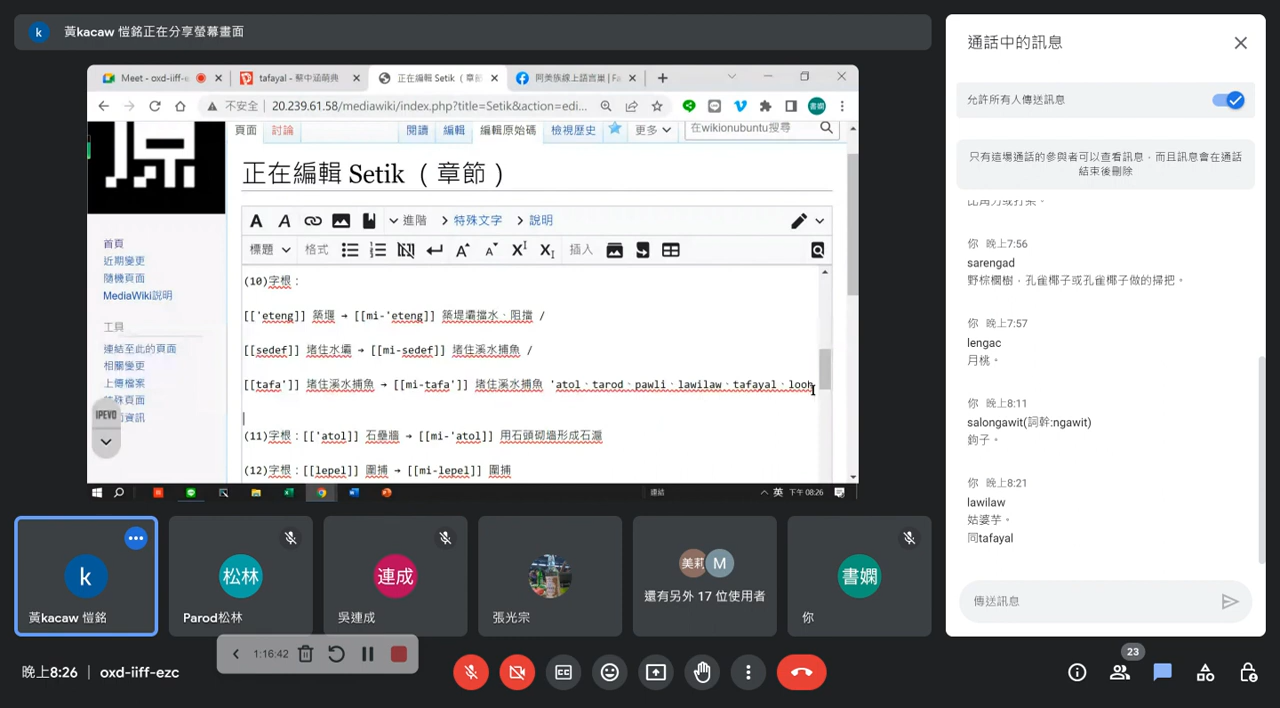 黃kacaw 愷銘正在分享螢幕畫面
Meet - oxd-iiff-e
tafayal - 蔡中涵萌典
正在編輯 Setik（章節
阿美族線上語言巢 | Fa
不安全
20.239.61.58/mediawiki/index.php?title=Setik&action=edi...
書嫻
頁面
討論
閱讀
編輯
編輯原始碼
檢視歷史
更多
在wikionubuntu搜尋
正在編輯 Setik （章節）
A A 進階 特殊文字 說明
標題 格式 插入
首頁
近期變更
隨機頁面
MediaWiki說明
工具
連結至此的頁面
相關變更
上傳檔案
特殊頁面
IPEVO
(10)字根：
[['eteng]] 築堰 → [[mi-'eteng]] 築堤壩擋水、阻擋 /
[[sedef]] 堵住水壩 → [[mi-sedef]] 堵住溪水捕魚 /
[[tafa']] 堵住溪水捕魚 → [[mi-tafa']] 堵住溪水捕魚 'atol、tarod、pawli、lawilaw、tafayal、looh
(11)字根：[['atol]] 石壘牆 → [[mi-'atol]] 用石頭砌墻形成石滬
(12)字根：[[lepel]] 圍捕 → [[mi-lepel]] 圍捕
連結
英
下午 08:26
k
黃kacaw 愷銘
松林
Parod松林
連成
吳連成
張光宗
美莉 M
還有另外 17 位使用者
書嫻
你
1:16:42
晚上8:26 | oxd-iiff-ezc
23
通話中的訊息
允許所有人傳送訊息
只有這場通話的參與者可以查看訊息，而且訊息會在通話
結束後刪除
你 晚上7:56
sarengad
野棕櫚樹，孔雀椰子或孔雀椰子做的掃把。
你 晚上7:57
lengac
月桃。
你 晚上8:11
salongawit(詞幹:ngawit)
鉤子。
你 晚上8:21
lawilaw
姑婆芋。
同tafayal
傳送訊息